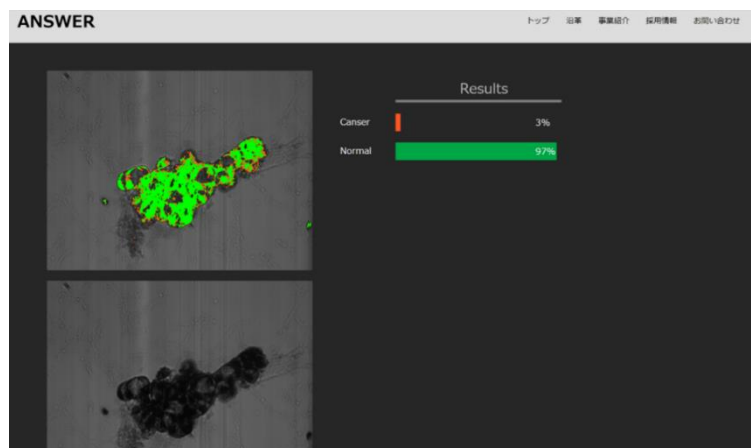 ANSWER
トップ 沿革 事業紹介 採用情報 お問い合わせ
Results
Canser 3%
Normal 97%